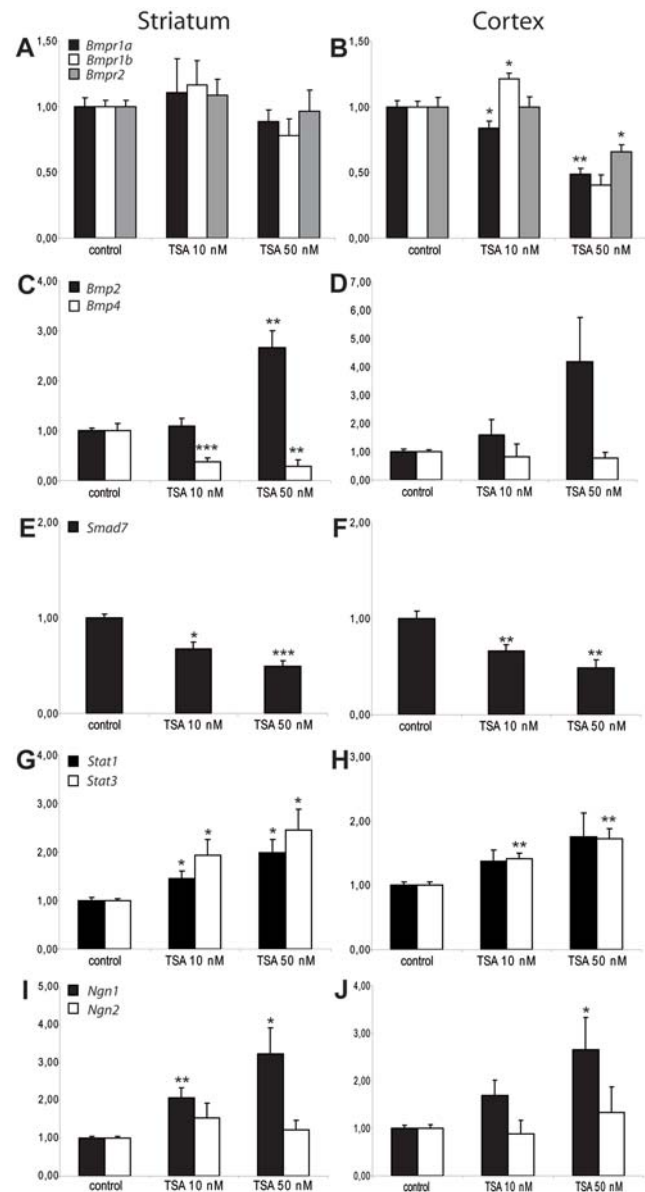 Striatum Cortex
A B
Bmpr1a
Bmpr1b
Bmpr2
1,50 1,50
1,00 1,00
0,50 0,50
0,00 0,00
* * ** *
control TSA 10 nM TSA 50 nM control TSA 10 nM TSA 50 nM
C D
Bmp2
Bmp4
4,00 7,00
6,00
3,00 5,00
4,00
2,00 3,00
1,00 2,00
1,00
0,00 0,00
*** ** **
control TSA 10 nM TSA 50 nM control TSA 10 nM TSA 50 nM
E F
Smad7
2,00 2,00
1,00 1,00
0,00 0,00
* *** ** **
control TSA 10 nM TSA 50 nM control TSA 10 nM TSA 50 nM
G H
Stat1
Stat3
4,00 3,00
3,00 2,00
2,00
1,00 1,00
0,00 0,00
* * * * ** **
control TSA 10 nM TSA 50 nM control TSA 10 nM TSA 50 nM
I J
Ngn1
Ngn2
5,00 4,00
4,00 3,00
3,00
2,00 2,00
1,00 1,00
0,00 0,00
** * *
control TSA 10 nM TSA 50 nM control TSA 10 nM TSA 50 nM